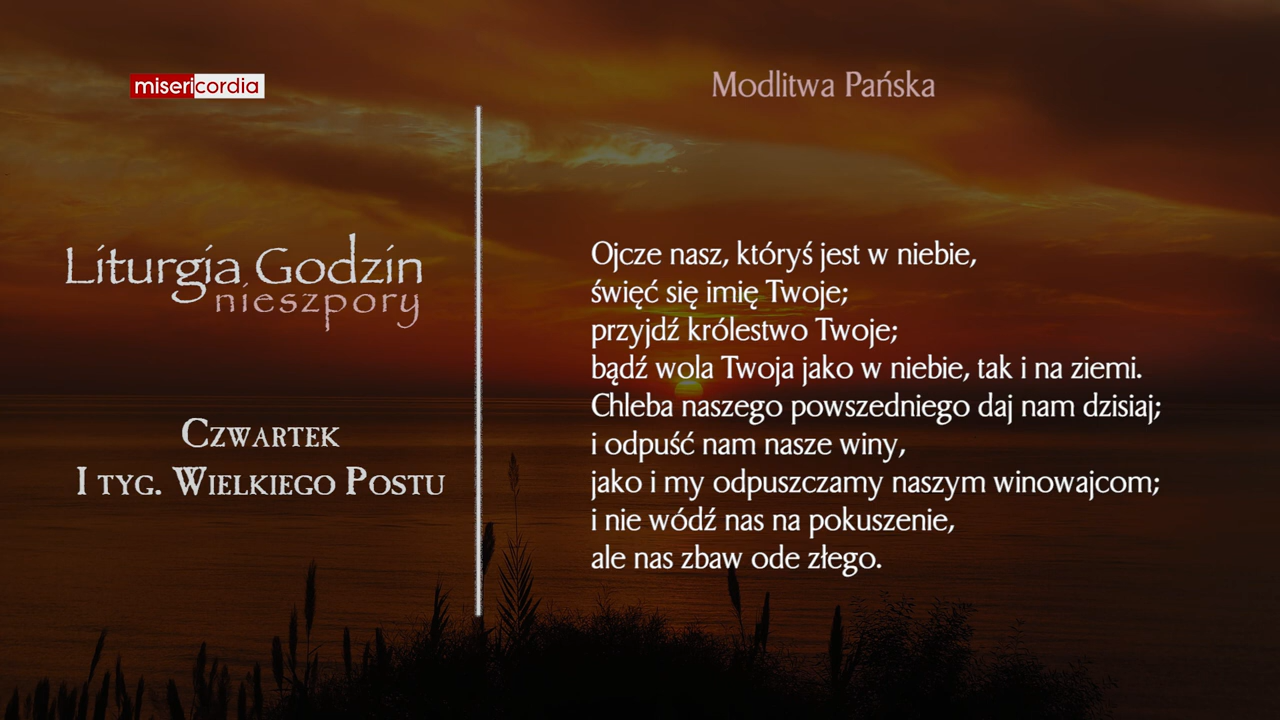 misericordia
Liturgia Godzin
nieszpory
Czwartek
I tyg. Wielkiego Postu
Modlitwa Pańska
Ojcze nasz, któryś jest w niebie,
święć się imię Twoje;
przyjdź królestwo Twoje;
bądź wola Twoja jako w niebie, tak i na ziemi.
Chleba naszego powszedniego daj nam dzisiaj;
i odpuść nam nasze winy,
jako i my odpuszczamy naszym winowajcom;
i nie wódź nas na pokuszenie,
ale nas zbaw ode złego.